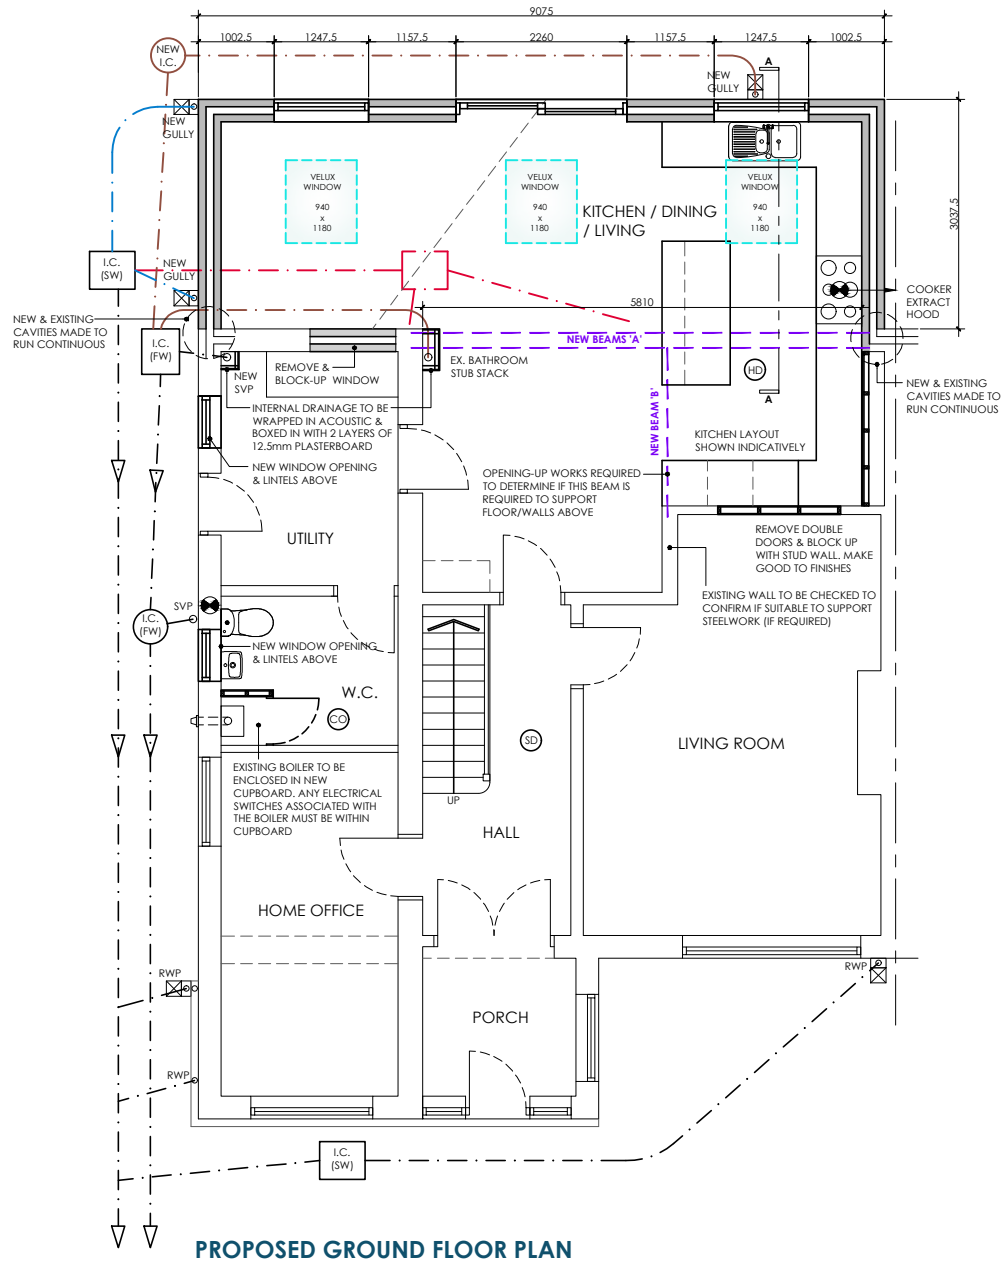 9075
1002.5 1247.5 1157.5 2260 1157.5 1247.5 1002.5
NEW
I.C.
A
NEW
GULLY
NEW
GULLY
VELUX
WINDOW
940
x
1180
VELUX
WINDOW
940
x
1180
VELUX
WINDOW
940
x
1180
KITCHEN / DINING
/ LIVING
3037.5
I.C.
(SW)
NEW
GULLY
5810
COOKER
EXTRACT
HOOD
NEW & EXISTING
CAVITIES MADE TO
RUN CONTINUOUS
I.C.
(FW)
NEW BEAMS 'A'
NEW
SVP
REMOVE &
BLOCK-UP WINDOW
EX. BATHROOM
STUB STACK
HD
A
NEW & EXISTING
CAVITIES MADE TO
RUN CONTINUOUS
NEW BEAM 'B'
INTERNAL DRAINAGE TO BE
WRAPPED IN ACOUSTIC &
BOXED IN WITH 2 LAYERS OF
12.5mm PLASTERBOARD
KITCHEN LAYOUT
SHOWN INDICATIVELY
NEW WINDOW OPENING
& LINTELS ABOVE
OPENING-UP WORKS REQUIRED
TO DETERMINE IF THIS BEAM IS
REQUIRED TO SUPPORT
FLOOR/WALLS ABOVE
UTILITY
REMOVE DOUBLE
DOORS & BLOCK UP
WITH STUD WALL. MAKE
GOOD TO FINISHES
EXISTING WALL TO BE CHECKED TO
CONFIRM IF SUITABLE TO SUPPORT
STEELWORK (IF REQUIRED)
SVP
I.C.
(FW)
NEW WINDOW OPENING
& LINTELS ABOVE
W.C.
CO
SD
LIVING ROOM
EXISTING BOILER TO BE
ENCLOSED IN NEW
CUPBOARD. ANY ELECTRICAL
SWITCHES ASSOCIATED WITH
THE BOILER MUST BE WITHIN
CUPBOARD
UP
HALL
HOME OFFICE
RWP
RWP
PORCH
RWP
I.C.
(SW)
PROPOSED GROUND FLOOR PLAN